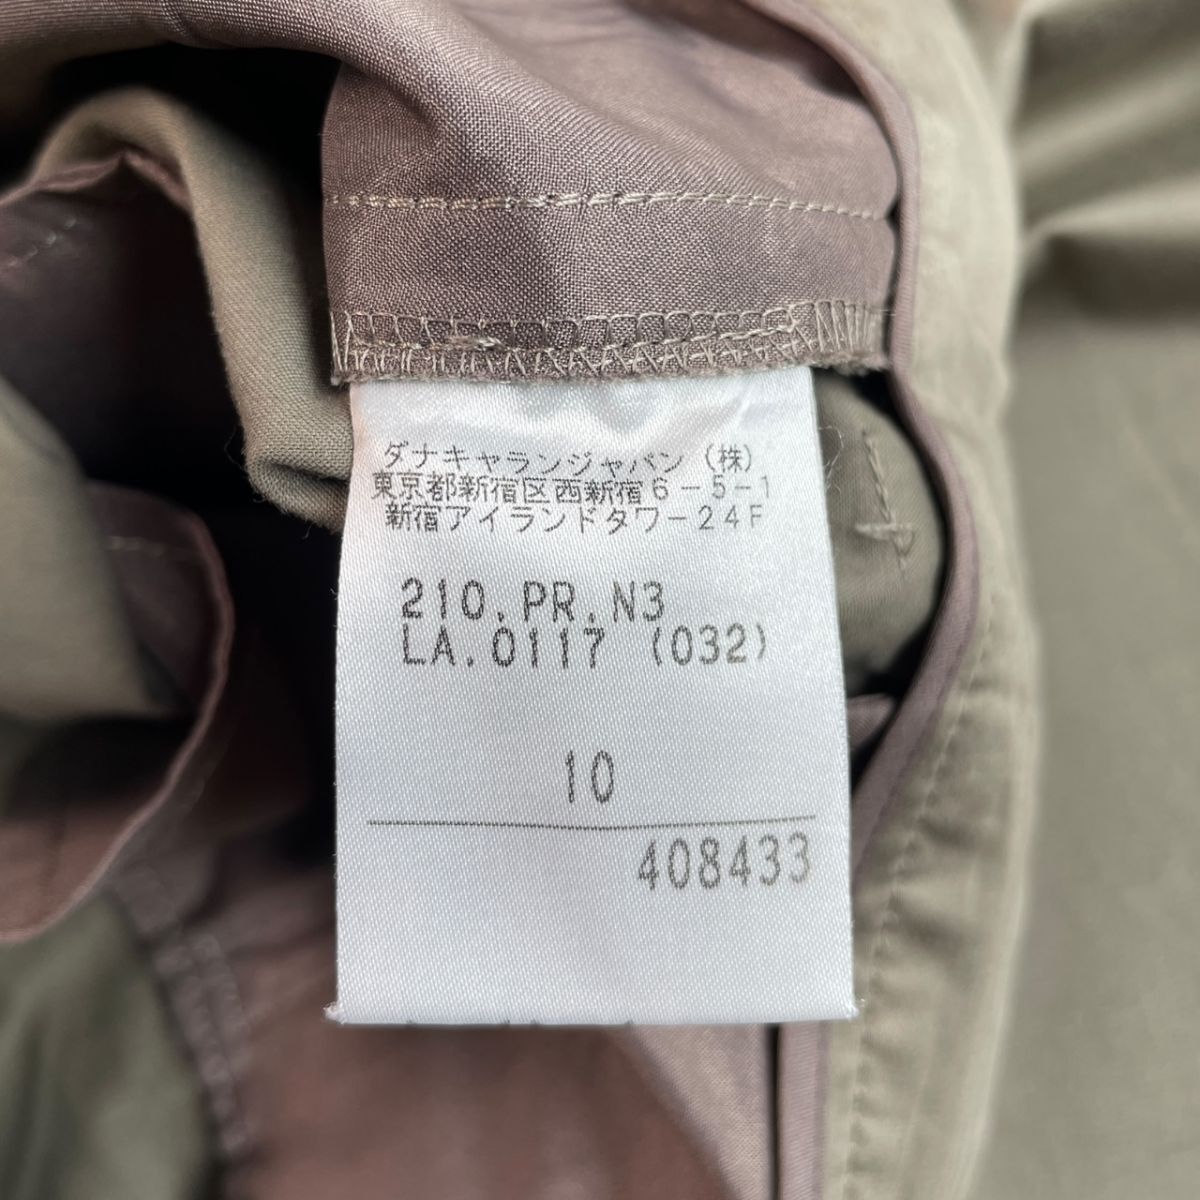 ダナキャランジャパン（株）
東京都新宿区西新宿6-5-1
新宿アイランドタワー24F
210.PR.N3
LA.0117 (032)
10
408433